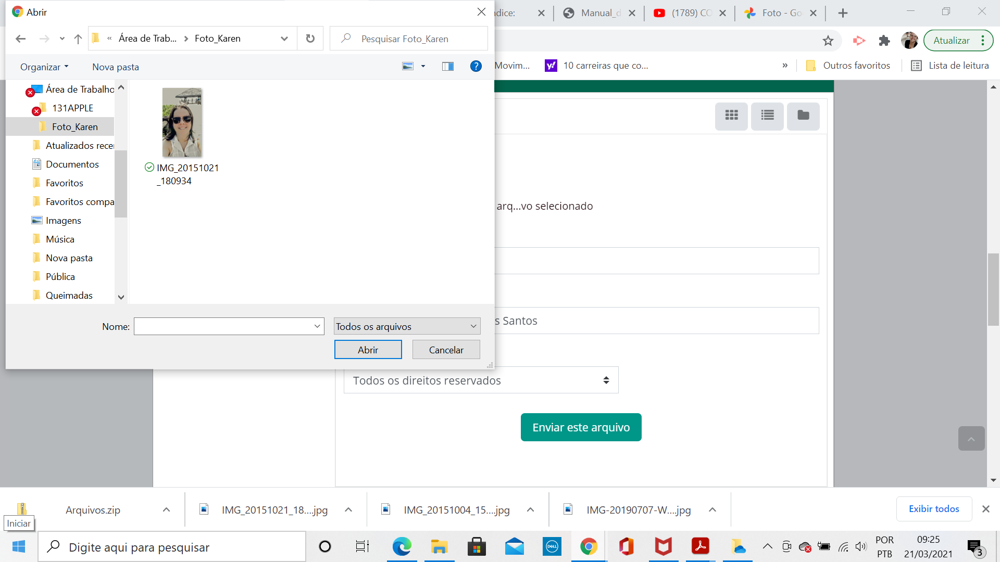 Abrir
ndice:
Manual_d
(1789) CO
Foto - Go
« Área de Trab... > Foto_Karen
Pesquisar Foto_Karen
Atualizar
Organizar
Nova pasta
Movim...
10 carreiras que co...
»
Outros favoritos
Lista de leitura
Área de Trabalho
131APPLE
Foto_Karen
Atualizados rece
Documentos
Favoritos
Favoritos compa
Imagens
Música
Nova pasta
Pública
Queimadas
IMG_20151021
_180934
arq...vo selecionado
s Santos
Nome:
Todos os arquivos
Abrir
Cancelar
Todos os direitos reservados
Enviar este arquivo
Arquivos.zip
IMG_20151021_18....jpg
IMG_20151004_15....jpg
IMG-20190707-W....jpg
Exibir todos
Iniciar
Digite aqui para pesquisar
DELL
POR
PTB
09:25
21/03/2021
3